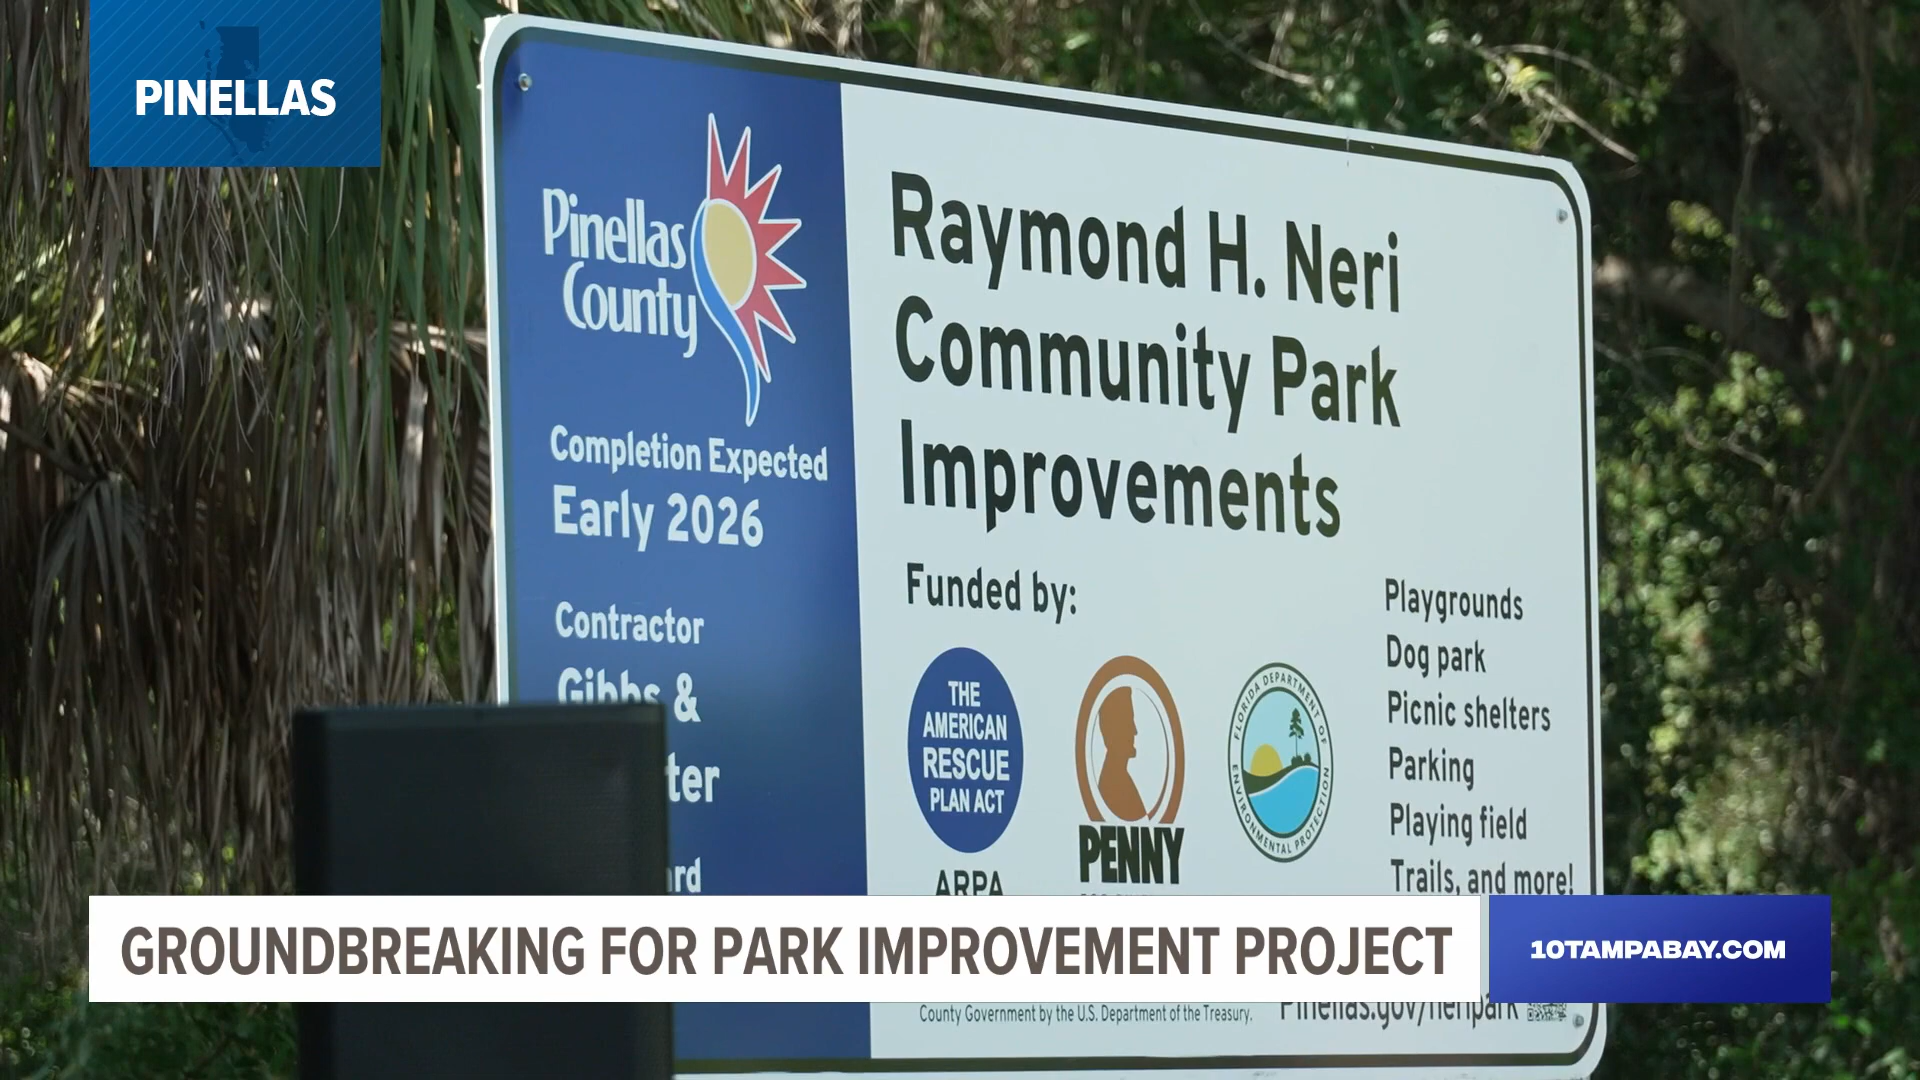 PINELLAS
Pinellas
County
Completion Expected
Early 2026
Contractor
Gibbs &
Raymond H. Neri
Community Park
Improvements
Funded by:
THE
AMERICAN
RESCUE
PLAN ACT
ARPA
PENNY
FLORIDA DEPARTMENT OF
ENVIRONMENTAL PROTECTION
Playgrounds
Dog park
Picnic shelters
Parking
Playing field
Trails, and more!
GROUNDBREAKING FOR PARK IMPROVEMENT PROJECT
10TAMPABAY.COM
County Government by the U.S. Department of the Treasury.
Pinellas.gov/neripark